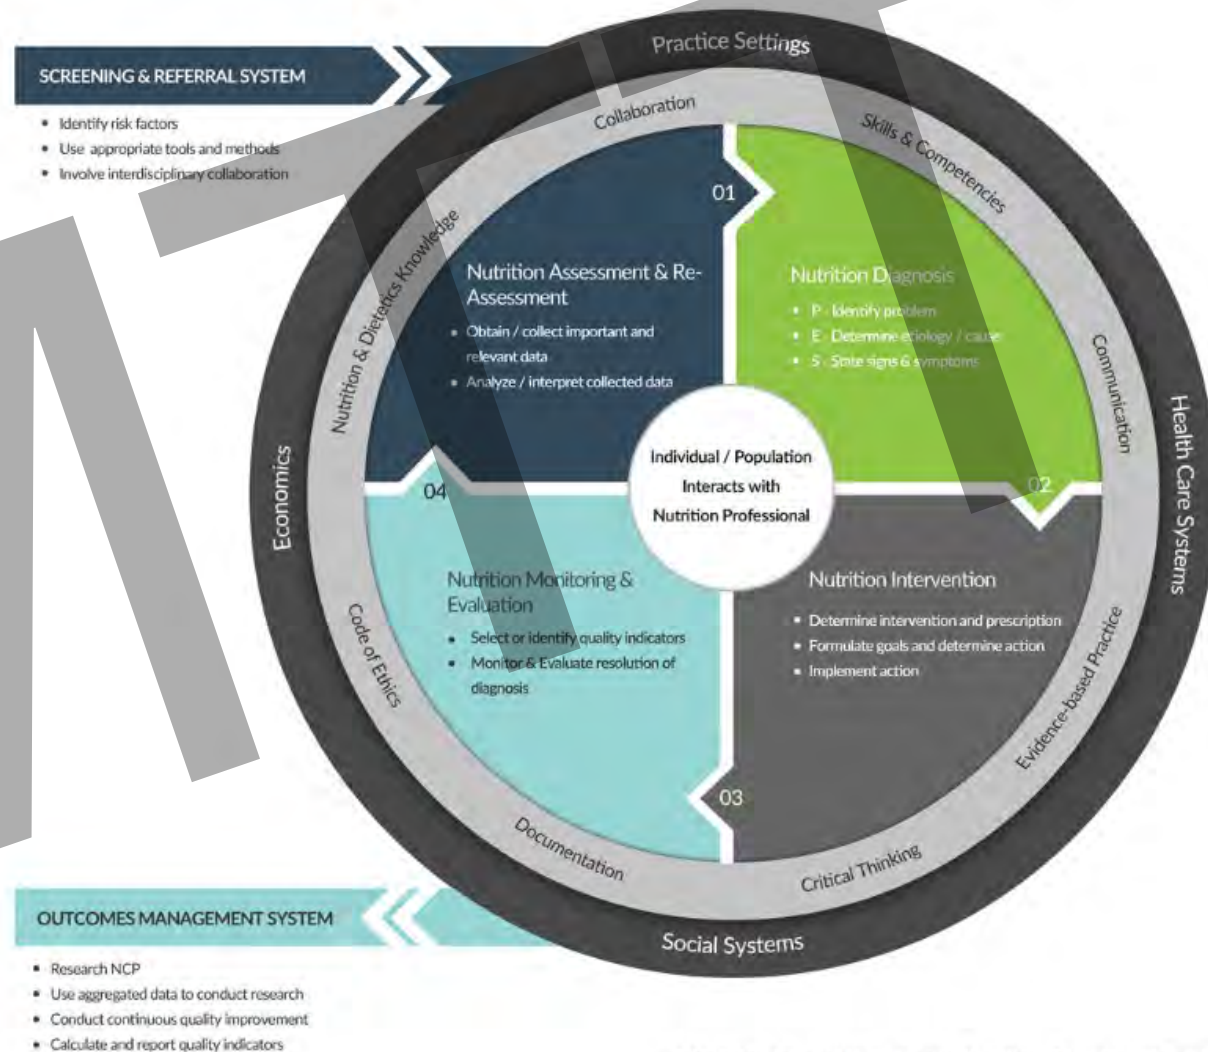 Practice Settings
SCREENING & REFERRAL SYSTEM
• Identify risk factors
• Use appropriate tools and methods
• Involve interdisciplinary collaboration
Collaboration
Skills & Competencies
Nutrition & Dietetics Knowledge
Communication
Economics
Health Care Systems
Code of Ethics
Evidence-based Practice
Documentation
Critical Thinking
Social Systems
01
Nutrition Assessment & Re-
Assessment
• Obtain / collect important and
relevant data
• Analyze / interpret collected data
Nutrition Diagnosis
• P - Identify problem
• E - Determine etiology / cause
• S - State signs & symptoms
02
Individual / Population
Interacts with
Nutrition Professional
04
Nutrition Monitoring &
Evaluation
• Select or identify quality indicators
• Monitor & Evaluate resolution of
diagnosis
Nutrition Intervention
• Determine intervention and prescription
• Formulate goals and determine action
• Implement action
03
OUTCOMES MANAGEMENT SYSTEM
• Research NCP
• Use aggregated data to conduct research
• Conduct continuous quality improvement
• Calculate and report quality indicators